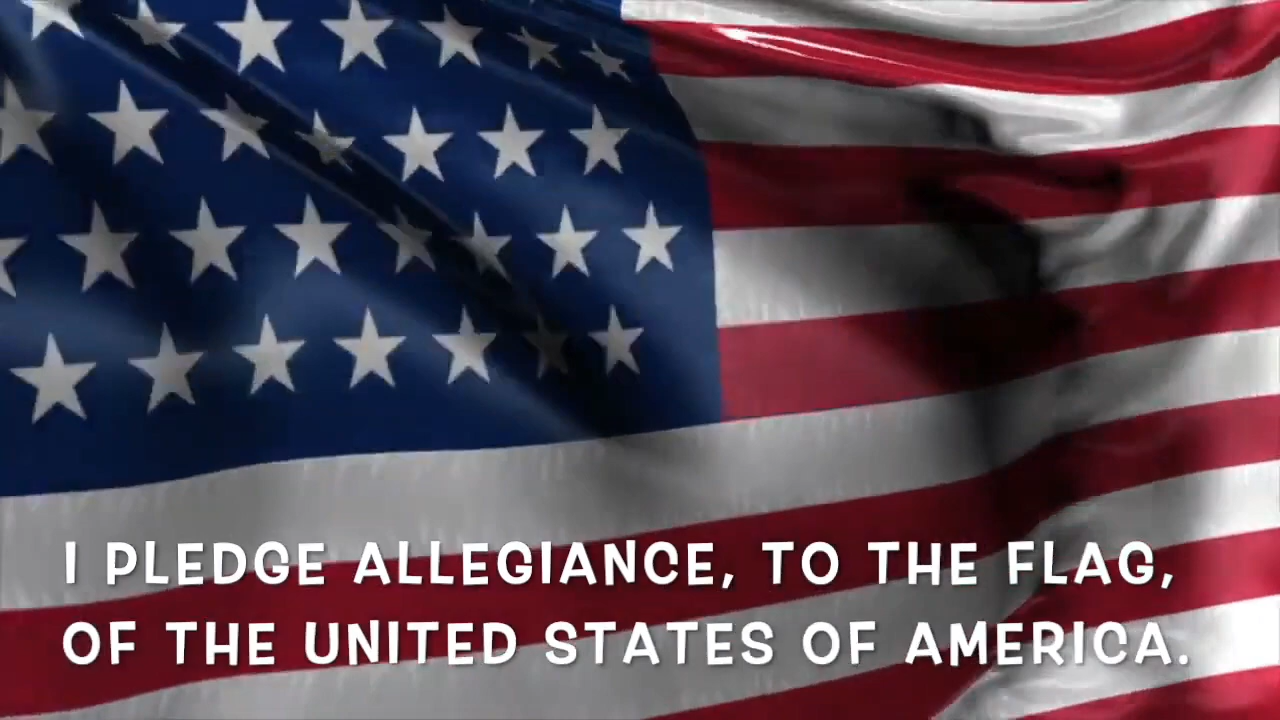 I PLEDGE ALLEGIANCE, TO THE FLAG,
OF THE UNITED STATES OF AMERICA.